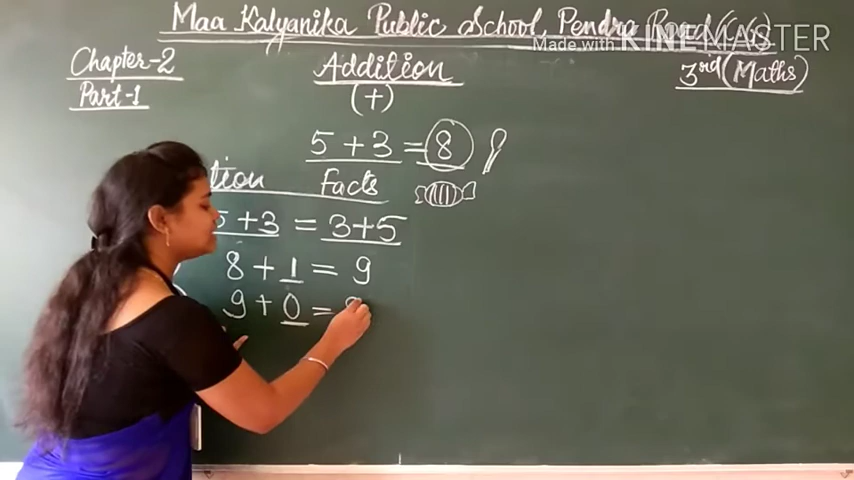 Maa Kalyanika Public School Pendra Road (C.G)
Made with KINEMASTER
Chapter-2
Part-1
Addition
(+)
3rd (Maths)
5 + 3 = 8
tion Facts
5 + 3 = 3 + 5
8 + 1 = 9
9 + 0 =